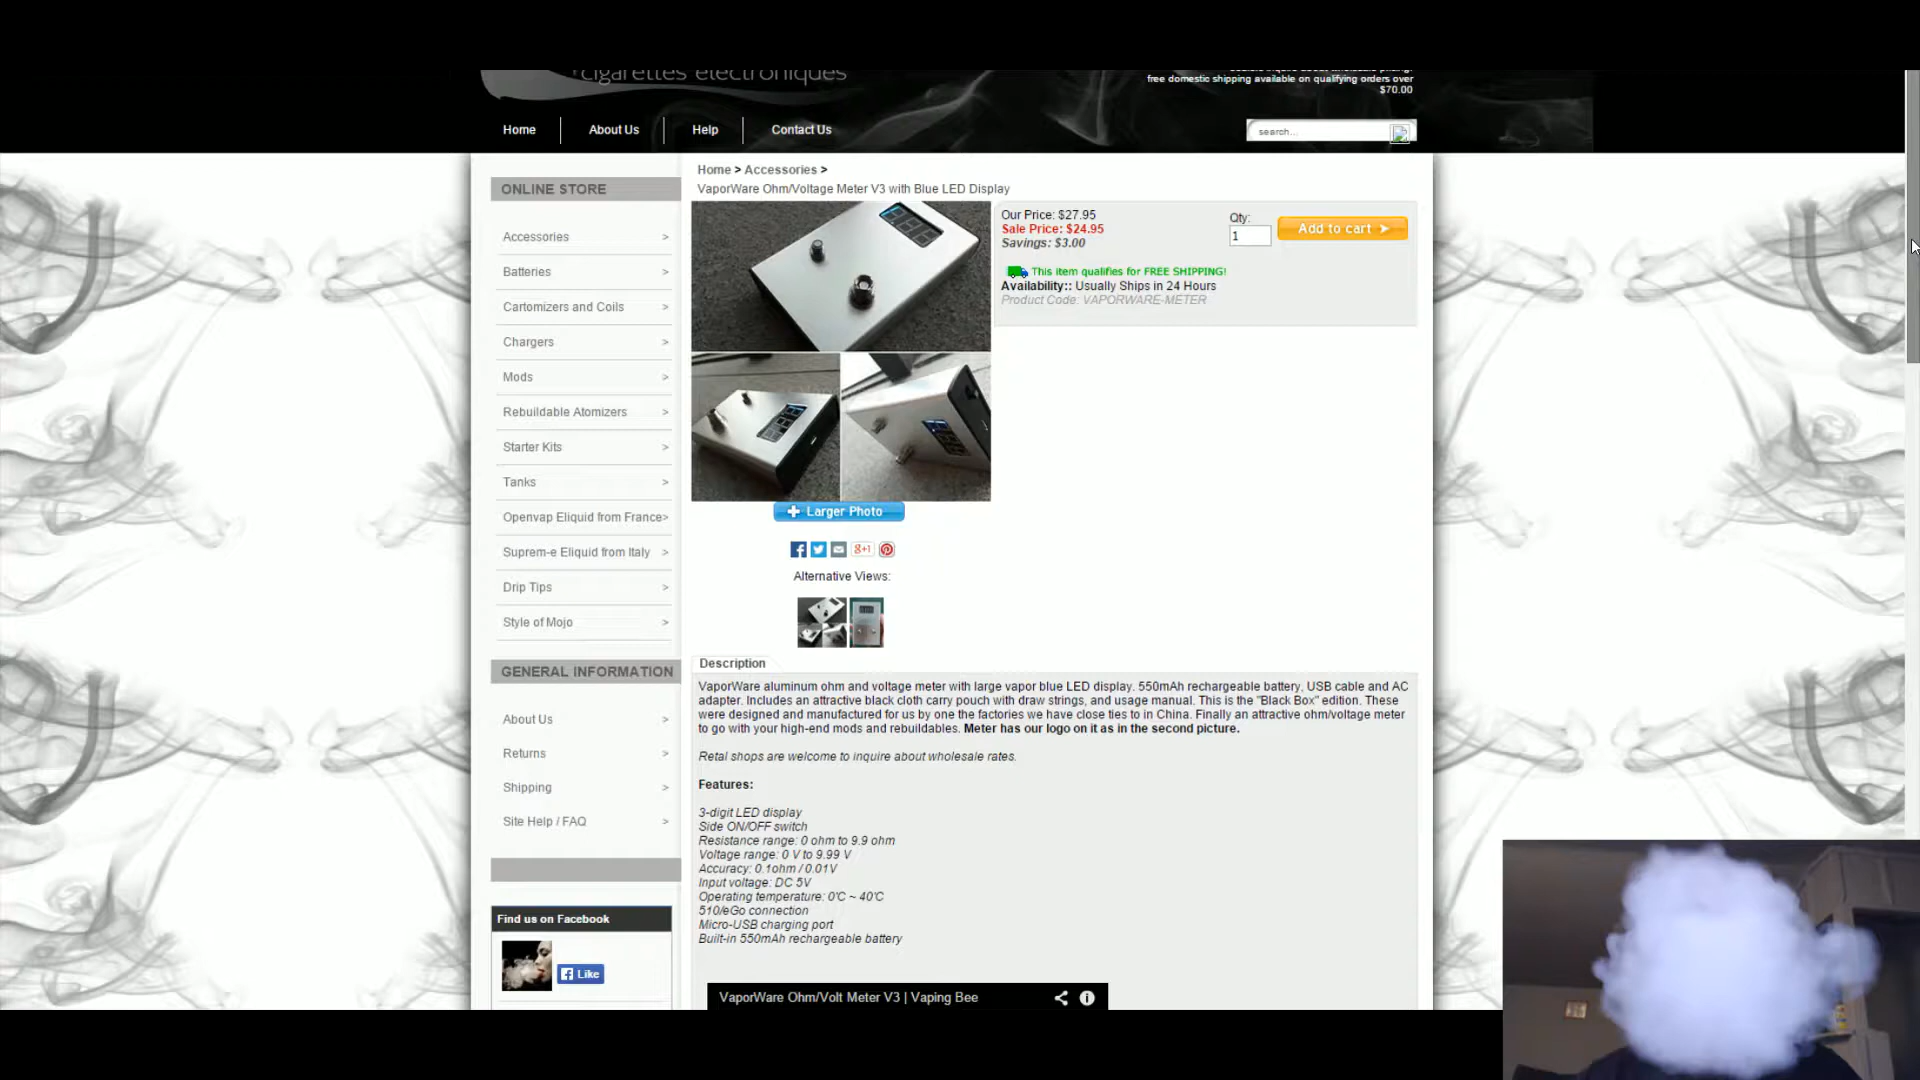 cigarettes electroniques
free domestic shipping available on qualifying orders over
$70.00
Home
About Us
Help
Contact Us
search...
Home > Accessories >
VaporWare Ohm/Voltage Meter V3 with Blue LED Display
ONLINE STORE
Accessories >
Batteries >
Cartomizers and Coils >
Chargers >
Mods >
Rebuildable Atomizers >
Starter Kits >
Tanks >
Openvap Eliquid from France>
Suprem-e Eliquid from Italy >
Drip Tips >
Style of Mojo >
GENERAL INFORMATION
About Us >
Returns >
Shipping >
Site Help / FAQ >
Find us on Facebook
Like
Our Price: $27.95
Sale Price: $24.95
Savings: $3.00
Qty:
1
Add to cart
This item qualifies for FREE SHIPPING!
Availability:: Usually Ships in 24 Hours
Product Code: VAPORWARE-METER
Larger Photo
g+1
Alternative Views:
Description
VaporWare aluminum ohm and voltage meter with large vapor blue LED display. 550mAh rechargeable battery, USB cable and AC
adapter. Includes an attractive black cloth carry pouch with draw strings, and usage manual. This is the "Black Box" edition. These
were designed and manufactured for us by one the factories we have close ties to in China. Finally an attractive ohm/voltage meter
to go with your high-end mods and rebuildables. Meter has our logo on it as in the second picture.
Retal shops are welcome to inquire about wholesale rates.
Features:
3-digit LED display
Side ON/OFF switch
Resistance range: 0 ohm to 9.9 ohm
Voltage range: 0 V to 9.99 V
Accuracy: 0.1ohm / 0.01V
Input voltage: DC 5V
Operating temperature: 0'C ~ 40'C
510/eGo connection
Micro-USB charging port
Built-in 550mAh rechargeable battery
VaporWare Ohm/Volt Meter V3 | Vaping Bee